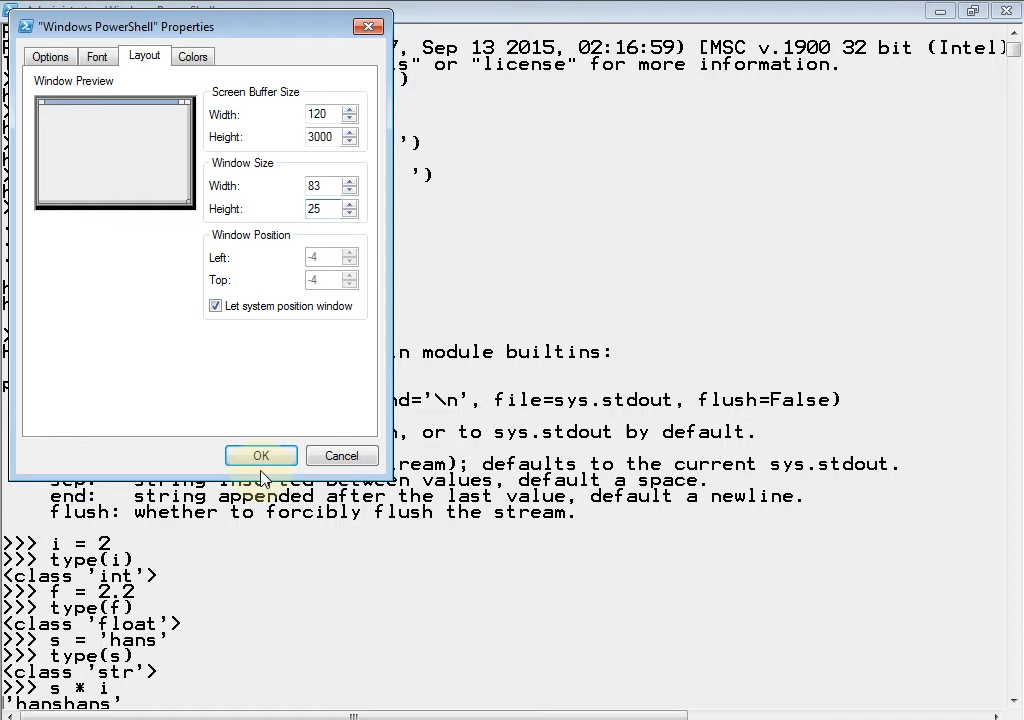 "Windows PowerShell" Properties
Options
Font
Layout
Colors
Window Preview
Screen Buffer Size
Width: 120
Height: 3000
Window Size
Width: 83
Height: 25
Window Position
Left: -4
Top: -4
Let system position window
OK
Cancel
7, Sep 13 2015, 02:16:59) [MSC v.1900 32 bit (Intel)]
s" or "license" for more information.
)
')
')
n module builtins:
nd='\n', file=sys.stdout, flush=False)
, or to sys.stdout by default.
ream); defaults to the current sys.stdout.
sep: string inserted between values, default a space.
end: string appended after the last value, default a newline.
flush: whether to forcibly flush the stream.
>>> i = 2
>>> type(i)
<class 'int'>
>>> f = 2.2
>>> type(f)
<class 'float'>
>>> s = 'hans'
>>> type(s)
<class 'str'>
>>> s * i
'hanshans'